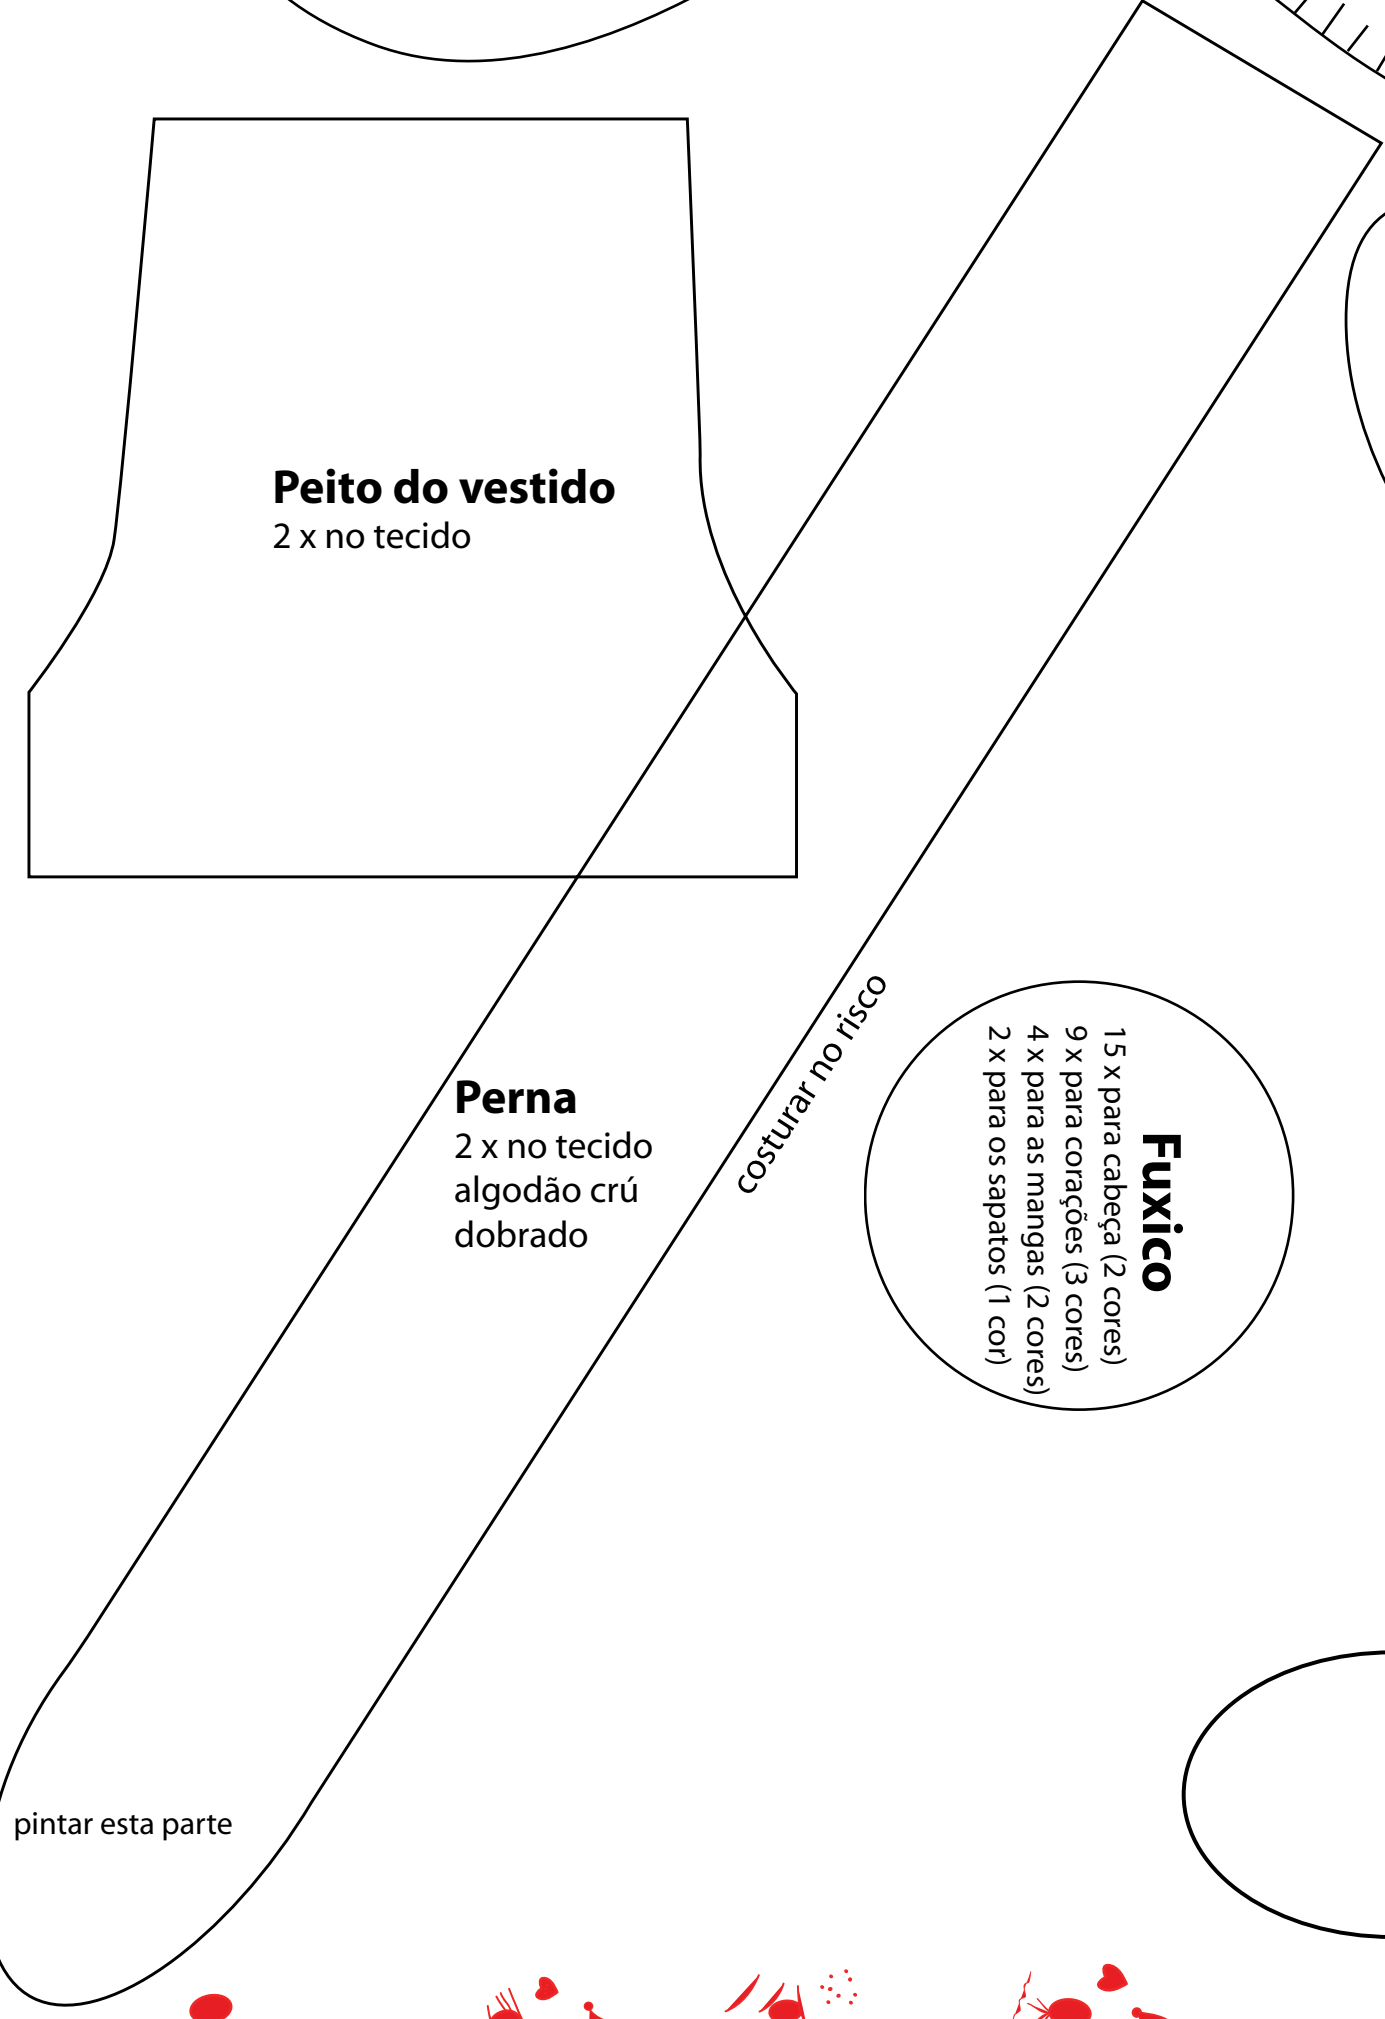 Peito do vestido
2 x no tecido
Perna
2 x no tecido
algodão crú
dobrado
costurar no risco
Fuxico
15 x para cabeça (2 cores)
9 x para corações (3 cores)
4 x para as mangas (2 cores)
2 x para os sapatos (1 cor)
pintar esta parte